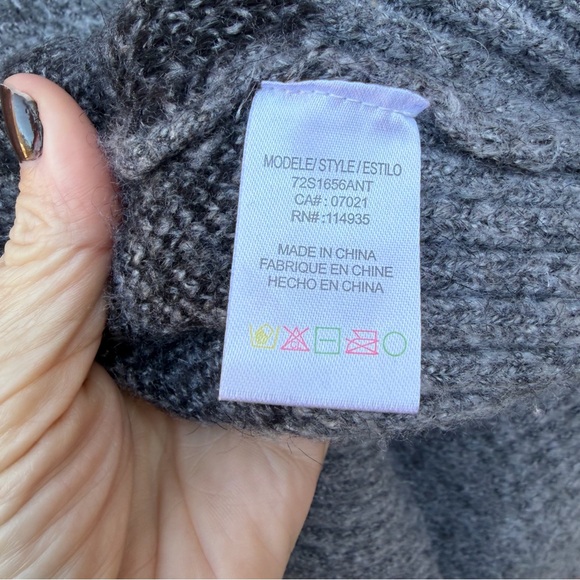 MODELE/ STYLE / ESTILO
72S1656ANT
CA# : 07021
RN# : 114935
MADE IN CHINA
FABRIQUE EN CHINE
HECHO EN CHINA